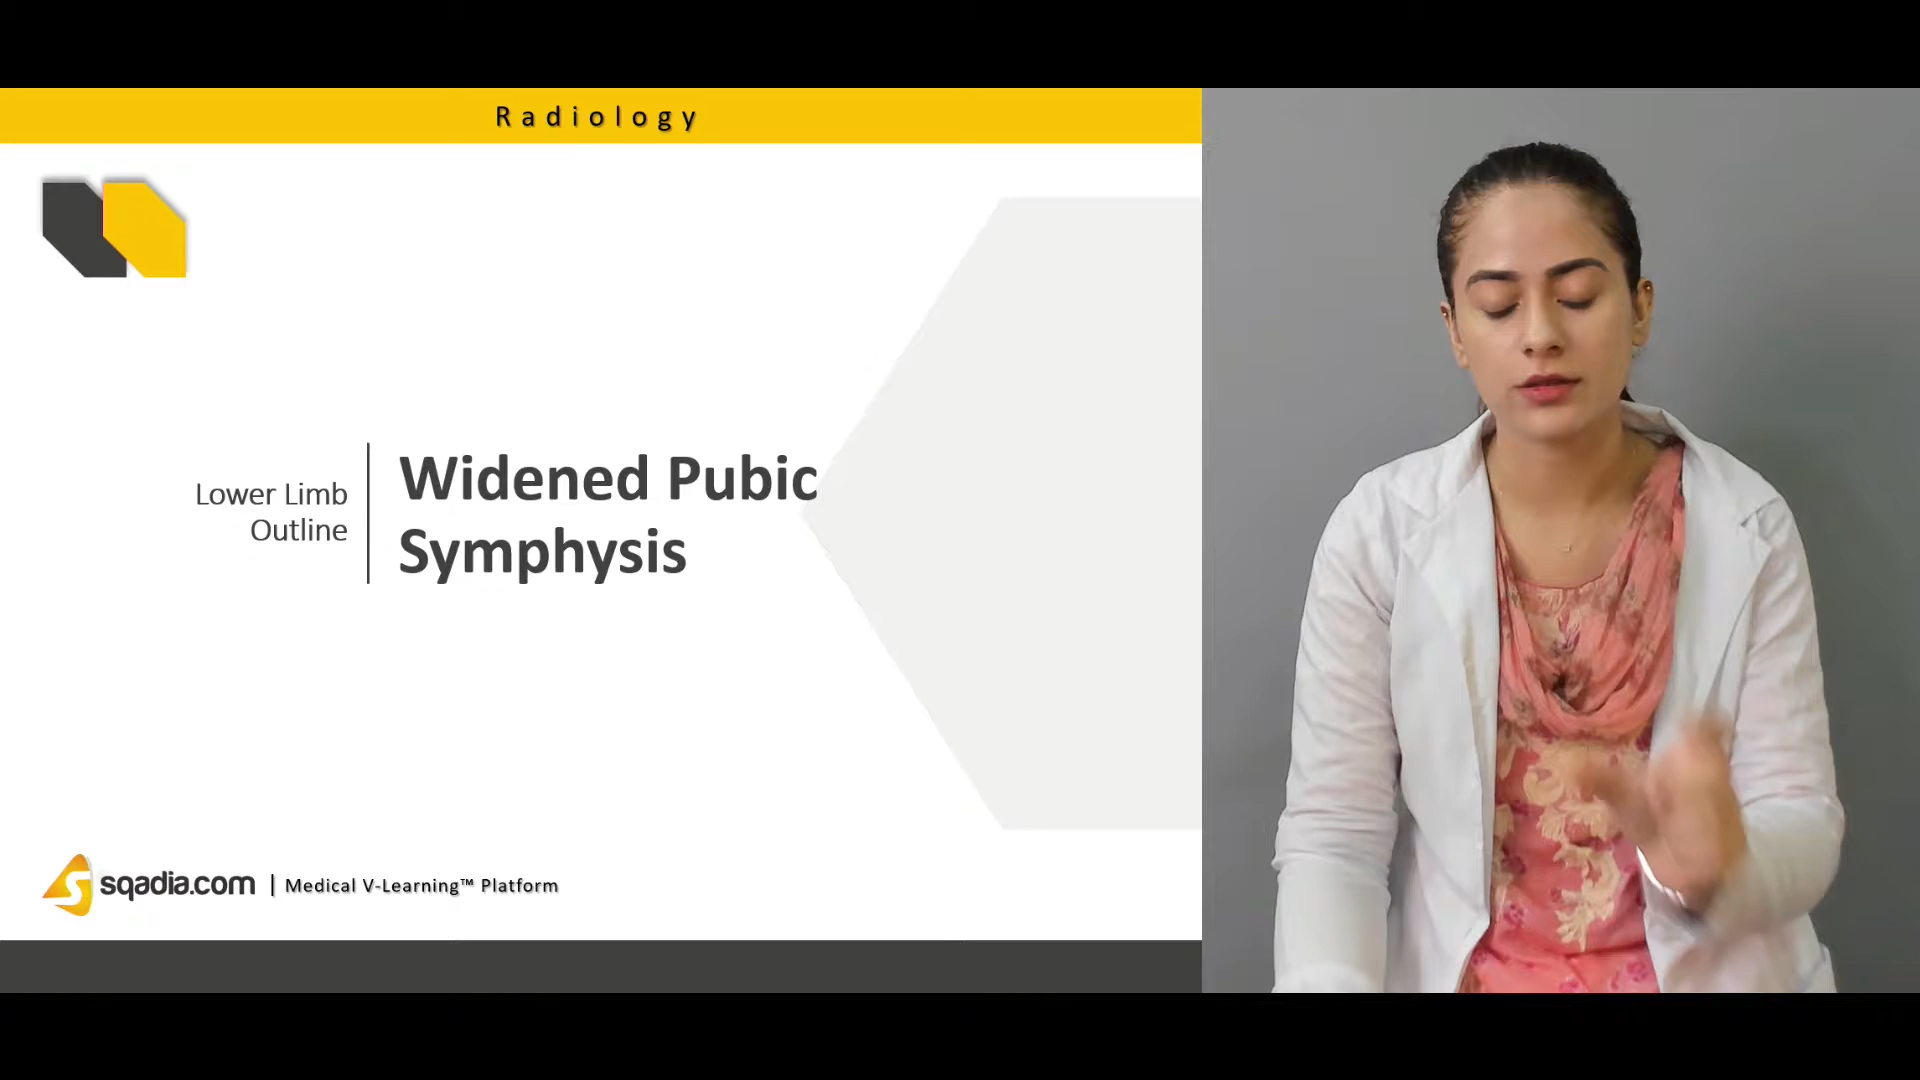 Radiology
Lower Limb
Outline
Widened Pubic
Symphysis
sqadia.com | Medical V-Learning™ Platform